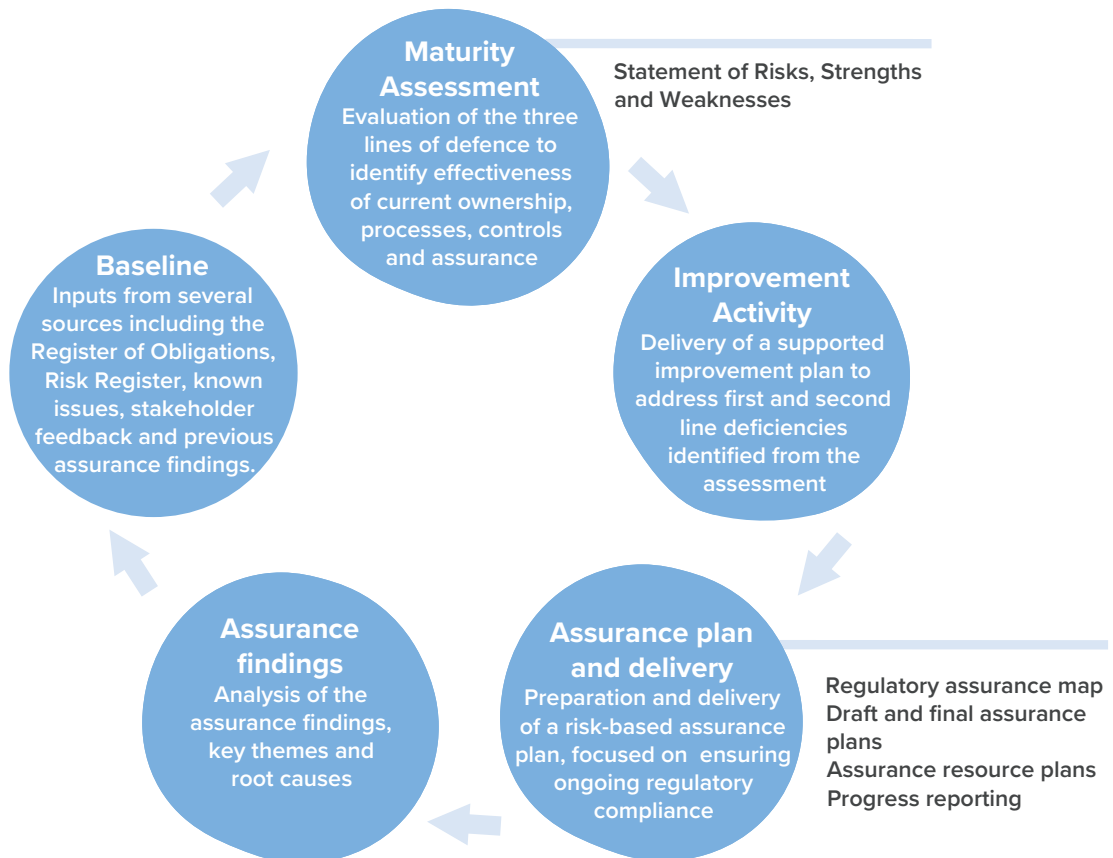 Maturity
Assessment
Evaluation of the three
lines of defence to
identify effectiveness
of current ownership,
processes, controls
and assurance
Statement of Risks, Strengths
and Weaknesses
Improvement
Activity
Delivery of a supported
improvement plan to
address first and second
line deficiencies
identified from the
assessment
Assurance plan
and delivery
Preparation and delivery
of a risk-based assurance
plan, focused on  ensuring
ongoing regulatory
compliance
Regulatory assurance map
Draft and final assurance
plans
Assurance resource plans
Progress reporting
Assurance
findings
Analysis of the
assurance findings,
key themes and
root causes
Baseline
Inputs from several
sources including the
Register of Obligations,
Risk Register, known
issues, stakeholder
feedback and previous
assurance findings.